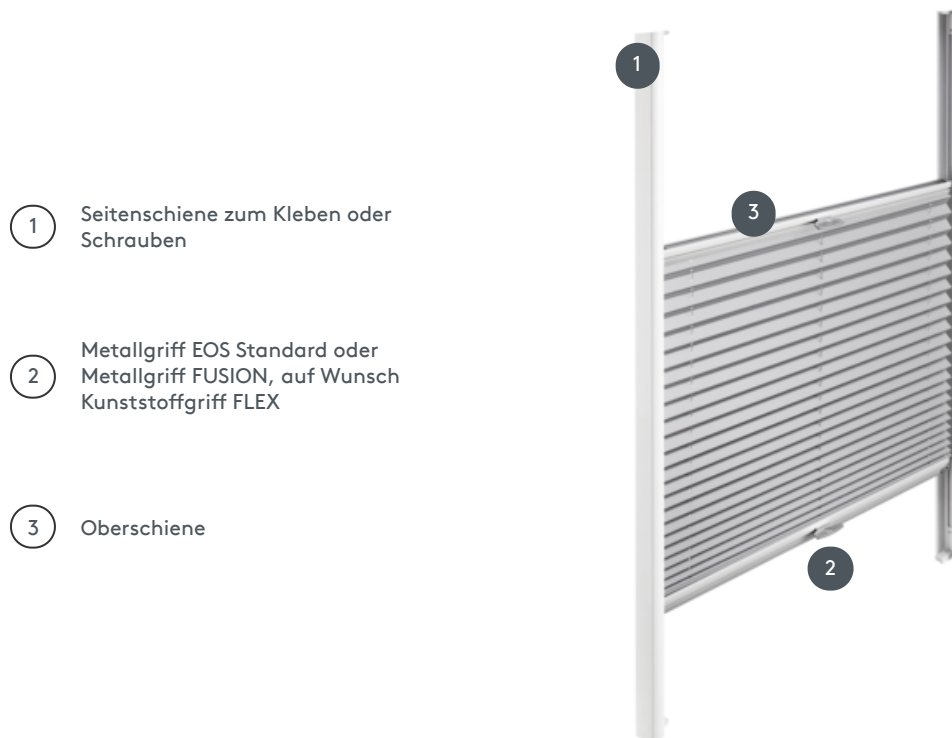 1 Seitenschiene zum Kleben oder
Schrauben
2 Metallgriff EOS Standard oder
Metallgriff FUSION, auf Wunsch
Kunststoffgriff FLEX
3 Oberschiene
1
3
2